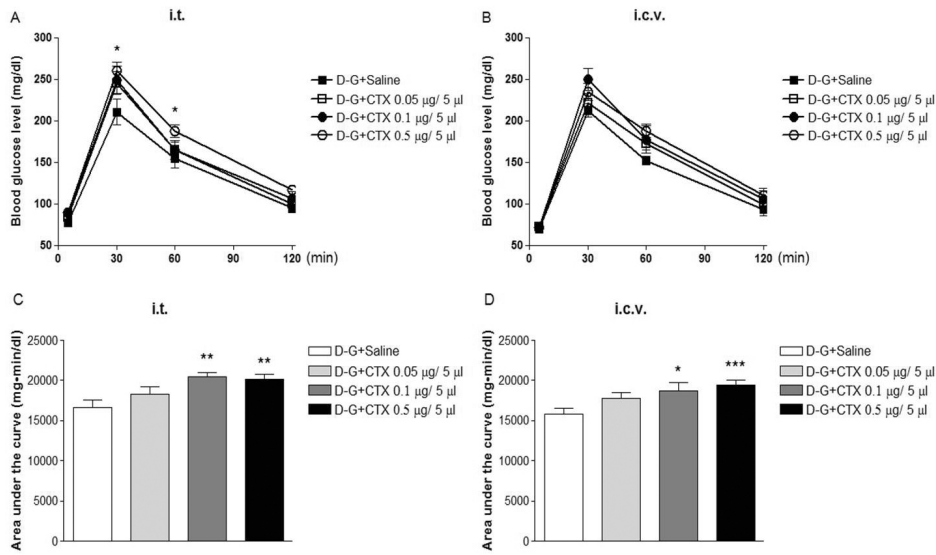 A
i.t.
Blood glucose level (mg/dl)
300
250
200
150
100
50
0
30
60
90
120
(min)
*
*
D-G+Saline
D-G+CTX 0.05 μg/ 5 μl
D-G+CTX 0.1 μg/ 5 μl
D-G+CTX 0.5 μg/ 5 μl
B
i.c.v.
Blood glucose level (mg/dl)
300
250
200
150
100
50
0
30
60
90
120
(min)
D-G+Saline
D-G+CTX 0.05 μg/ 5 μl
D-G+CTX 0.1 μg/ 5 μl
D-G+CTX 0.5 μg/ 5 μl
C
i.t.
Area under the curve (mg-min/dl)
25000
20000
15000
10000
5000
0
**
**
D-G+Saline
D-G+CTX 0.05 μg/ 5 μl
D-G+CTX 0.1 μg/ 5 μl
D-G+CTX 0.5 μg/ 5 μl
D
i.c.v.
Area under the curve (mg-min/dl)
25000
20000
15000
10000
5000
0
*
***
D-G+Saline
D-G+CTX 0.05 μg/ 5 μl
D-G+CTX 0.1 μg/ 5 μl
D-G+CTX 0.5 μg/ 5 μl